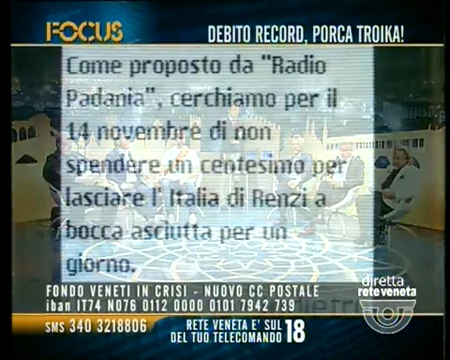 FOCUS
DEBITO RECORD, PORCA TROIKA!
Come proposto da "Radio
Padania", cerchiamo per il
14 novembre di non
spendere un centesimo per
lasciare l' Italia di Renzi a
bocca asciutta per un
giorno.
diretta
reteveneta
FONDO VENETI IN CRISI - NUOVO CC POSTALE
iban IT74 N076 0112 0000 0101 7942 739
SMS 340 3218806
RETE VENETA E' SUL
DEL TUO TELECOMANDO 18